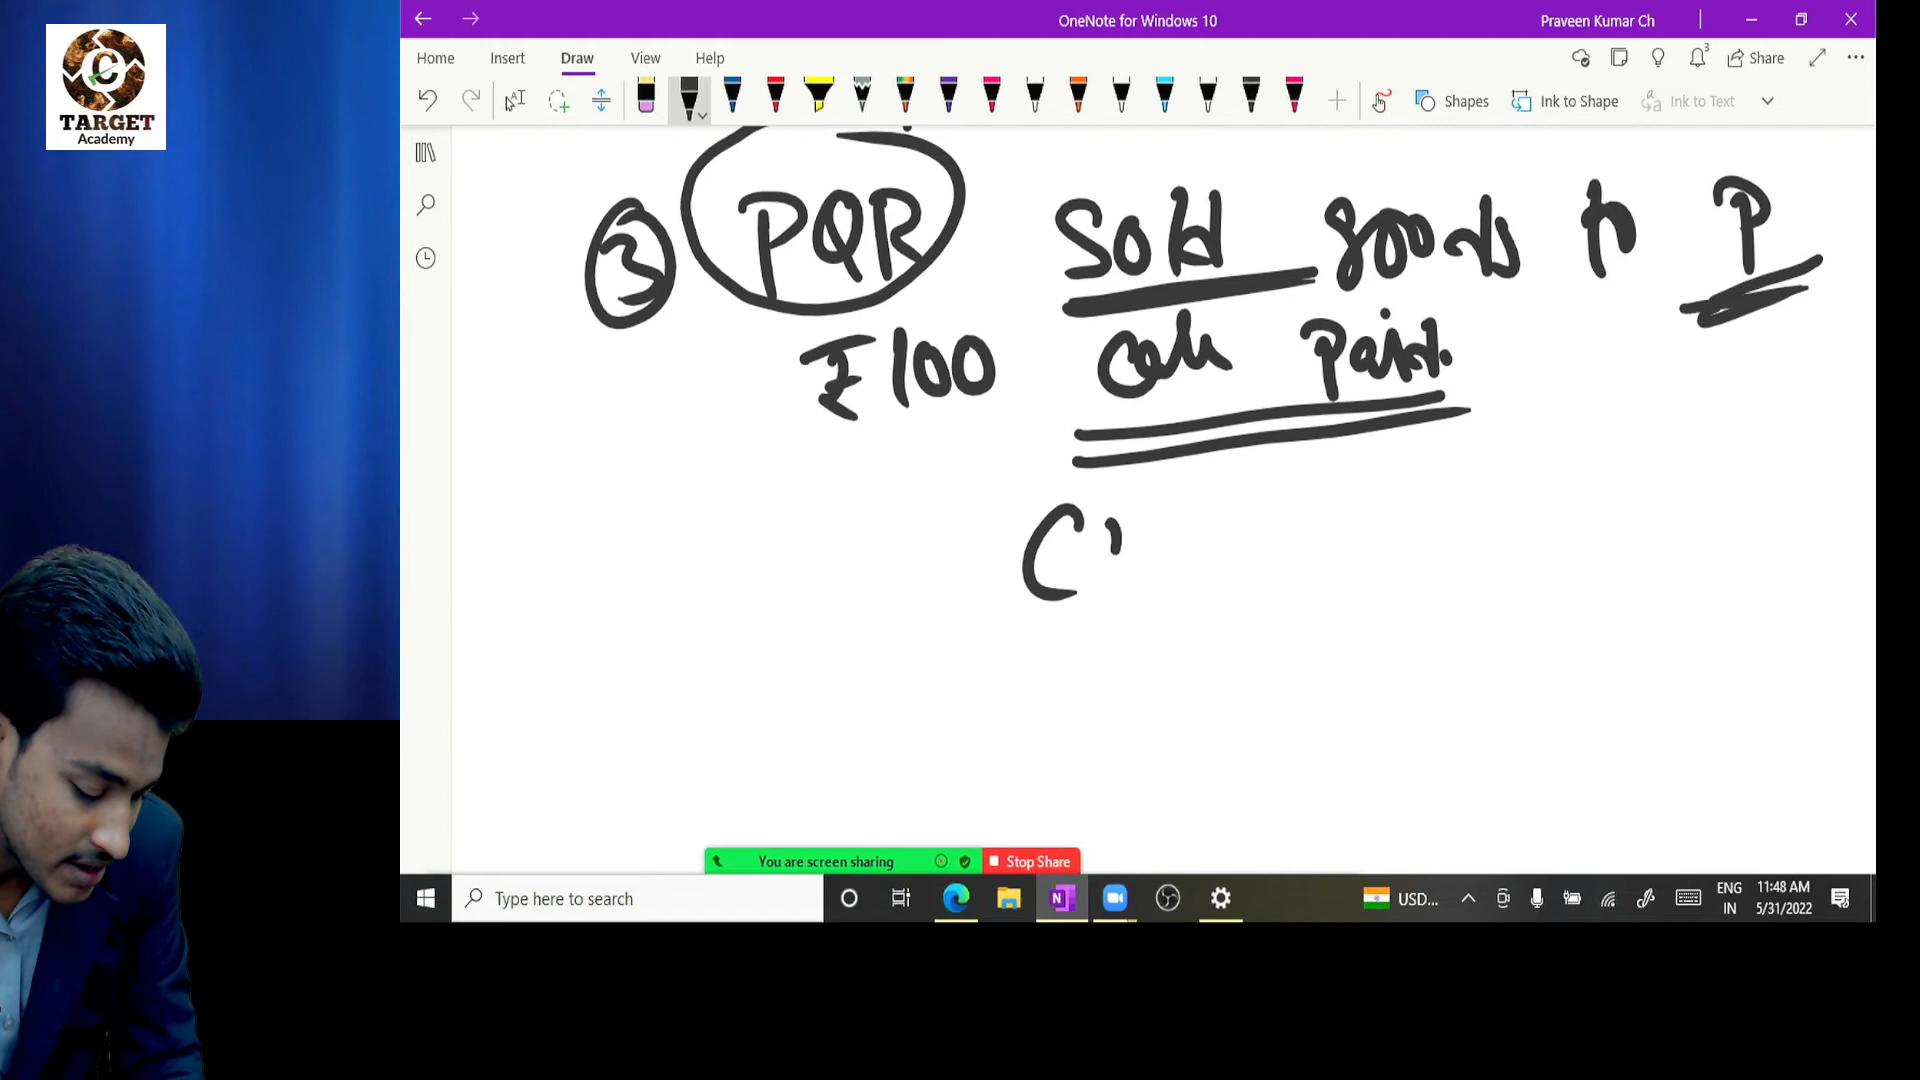 C
TARGET
Academy
OneNote for Windows 10
Praveen Kumar Ch
Home Insert Draw View Help
3
Share
Shapes
Ink to Shape
Ink to Text
3 PQR Sold goods to P
₹100 Cash Paid.
C'
You are screen sharing
Stop Share
Type here to search
USD...
ENG
IN
11:48 AM
5/31/2022